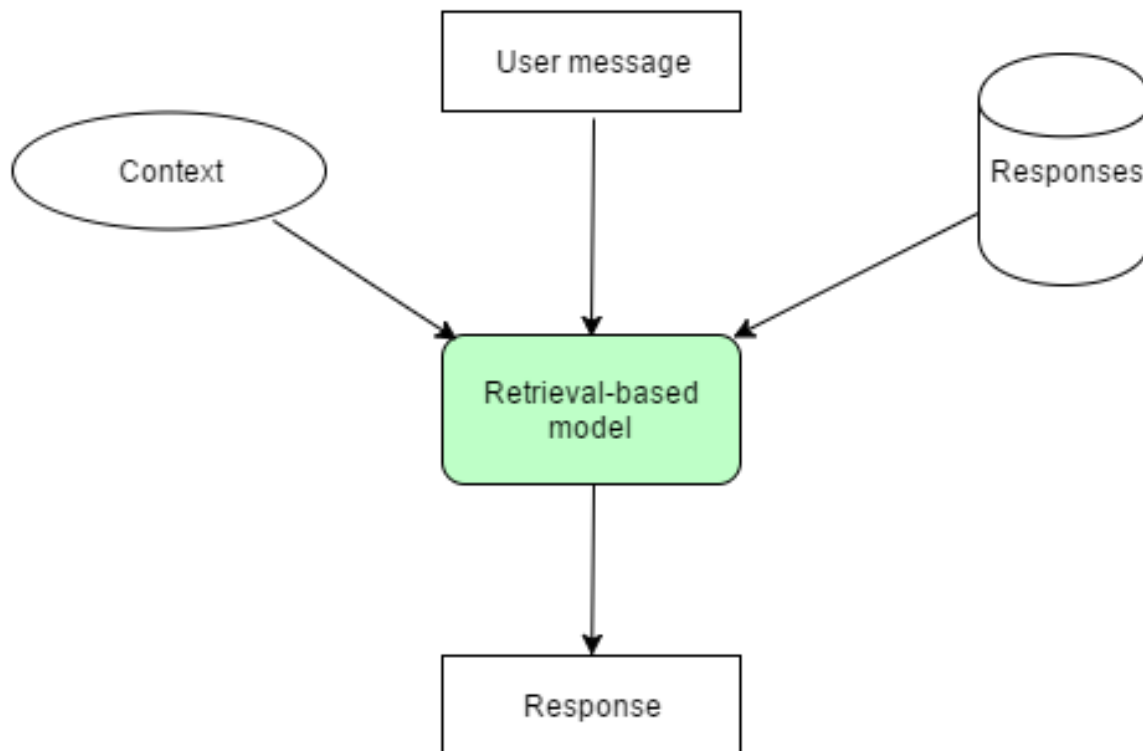 User message
Context
Responses
Retrieval-based
model
Response